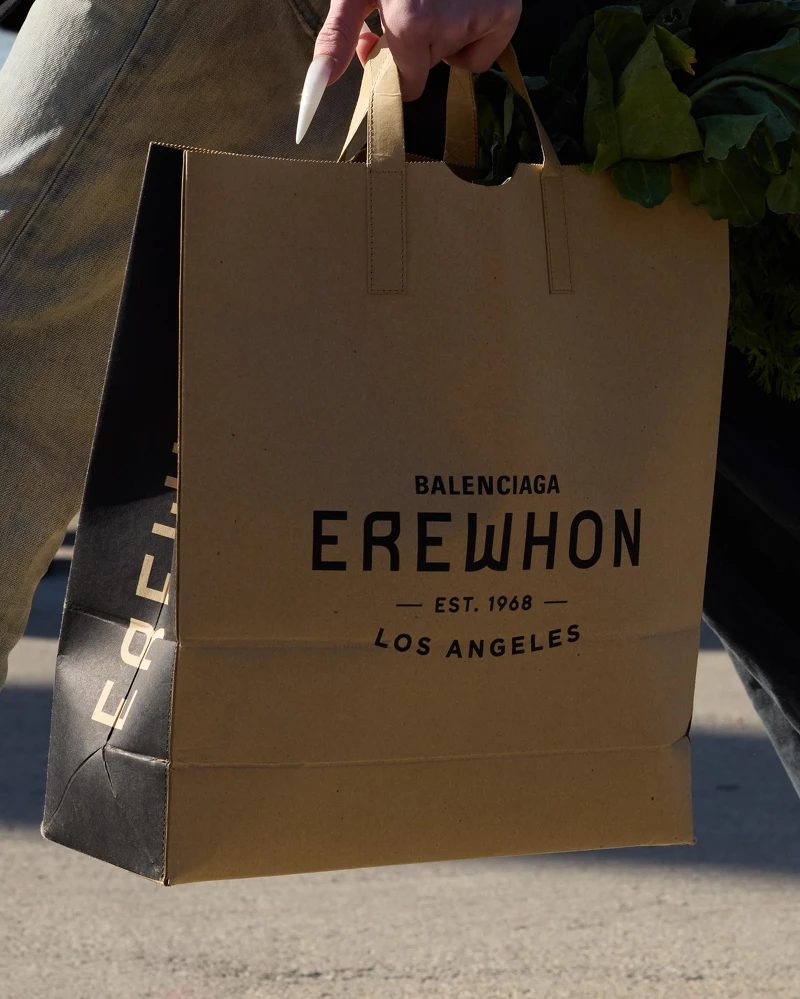 BALENCIAGA
EREWHON
— EST. 1968 —
LOS ANGELES